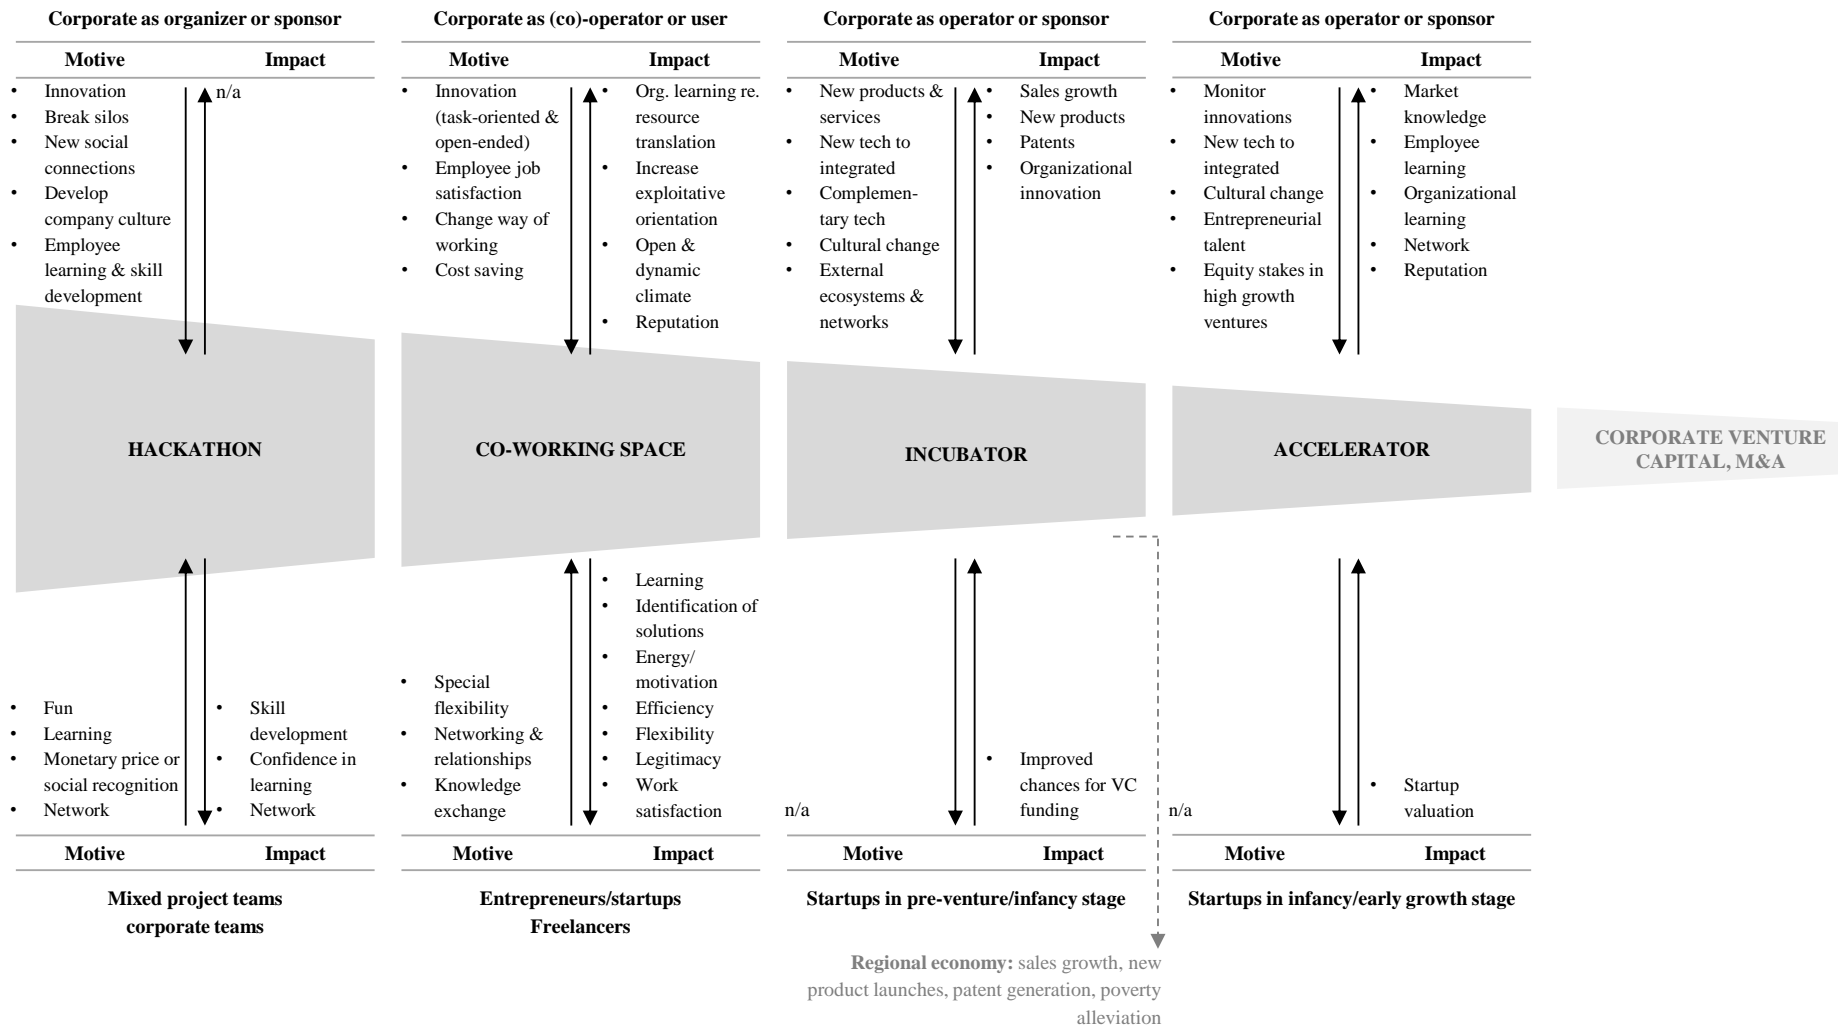 Corporate as organizer or sponsor
Motive Impact
• Innovation
• Break silos
• New social
connections
• Develop
company culture
• Employee
learning & skill
development
n/a
Corporate as (co)-operator or user
Motive Impact
• Innovation
(task-oriented &
open-ended)
• Employee job
satisfaction
• Change way of
working
• Cost saving
• Org. learning re.
resource
translation
• Increase
exploitative
orientation
• Open &
dynamic
climate
• Reputation
Corporate as operator or sponsor
Motive Impact
• New products &
services
• New tech to
integrated
• Complemen-
tary tech
• Cultural change
• External
ecosystems &
networks
• Sales growth
• New products
• Patents
• Organizational
innovation
Corporate as operator or sponsor
Motive Impact
• Monitor
innovations
• New tech to
integrated
• Cultural change
• Entrepreneurial
talent
• Equity stakes in
high growth
ventures
• Market
knowledge
• Employee
learning
• Organizational
learning
• Network
• Reputation
HACKATHON
CO-WORKING SPACE
INCUBATOR
ACCELERATOR
CORPORATE VENTURE
CAPITAL, M&A
• Fun
• Learning
• Monetary price or
social recognition
• Network
• Skill
development
• Confidence in
learning
• Network
Motive Impact
Mixed project teams
corporate teams
• Special
flexibility
• Networking &
relationships
• Knowledge
exchange
• Learning
• Identification of
solutions
• Energy/
motivation
• Efficiency
• Flexibility
• Legitimacy
• Work
satisfaction
Motive Impact
Entrepreneurs/startups
Freelancers
n/a
• Improved
chances for VC
funding
Motive Impact
Startups in pre-venture/infancy stage
n/a
• Startup
valuation
Motive Impact
Startups in infancy/early growth stage
Regional economy: sales growth, new
product launches, patent generation, poverty
alleviation